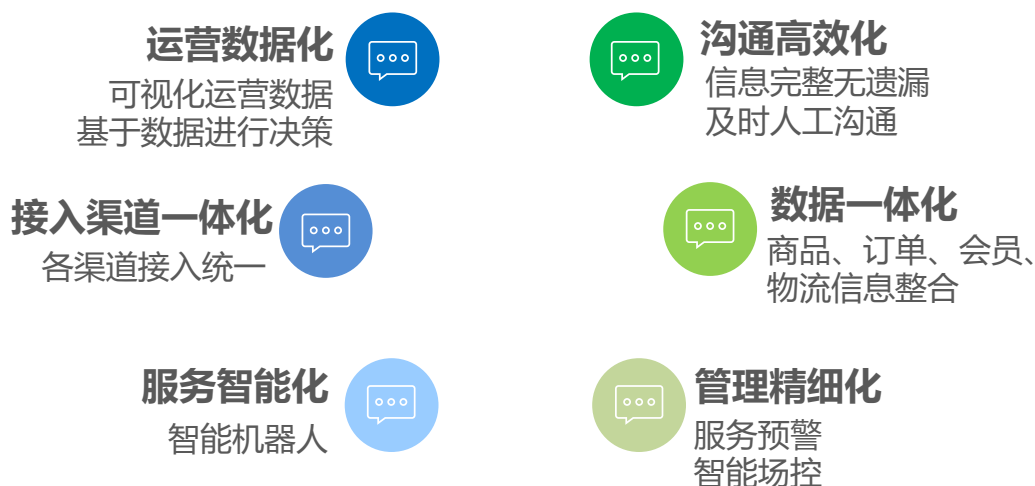 运营数据化
可视化运营数据
基于数据进行决策
沟通高效化
信息完整无遗漏
及时人工沟通
接入渠道一体化
各渠道接入统一
数据一体化
商品、订单、会员、
物流信息整合
服务智能化
智能机器人
管理精细化
服务预警
智能场控